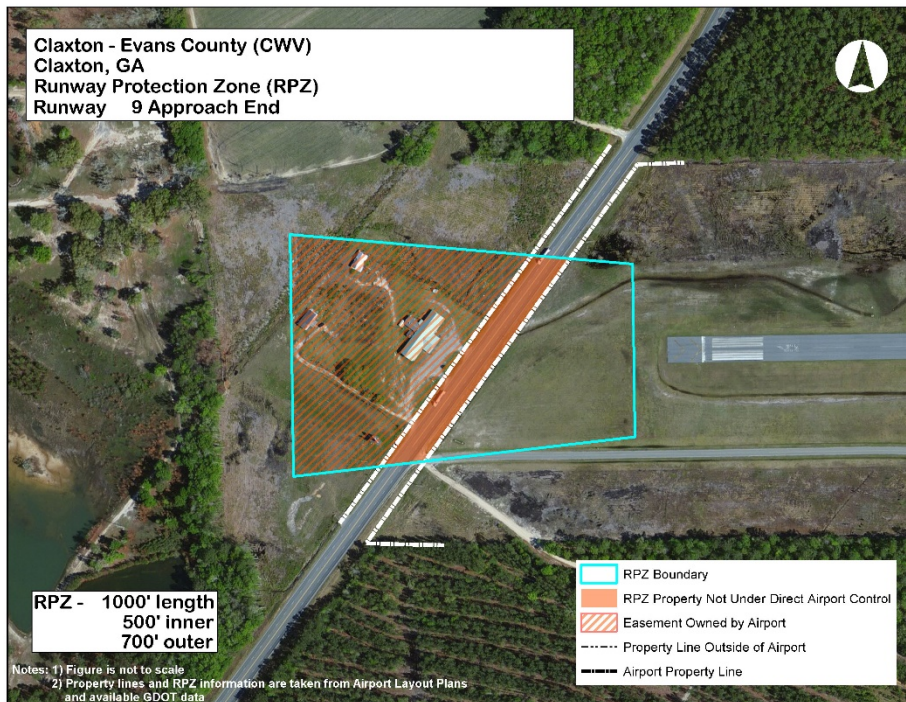 Claxton - Evans County (CWV)
Claxton, GA
Runway Protection Zone (RPZ)
Runway 9 Approach End
RPZ - 1000' length
500' inner
700' outer
Notes: 1) Figure is not to scale
2) Property lines and RPZ information are taken from Airport Layout Plans
and available GDOT data
RPZ Boundary
RPZ Property Not Under Direct Airport Control
Easement Owned by Airport
Property Line Outside of Airport
Airport Property Line